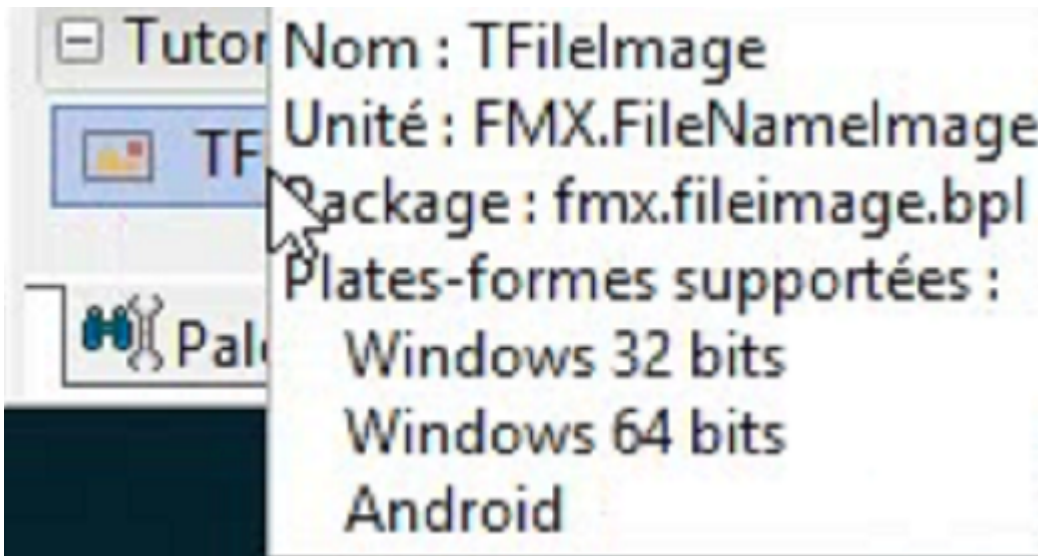 Tutor
Nom : TFileImage
Unité : FMX.FileNameImage
TF
Package : fmx.fileimage.bpl
Plates-formes supportées :
Pal
Windows 32 bits
Windows 64 bits
Android